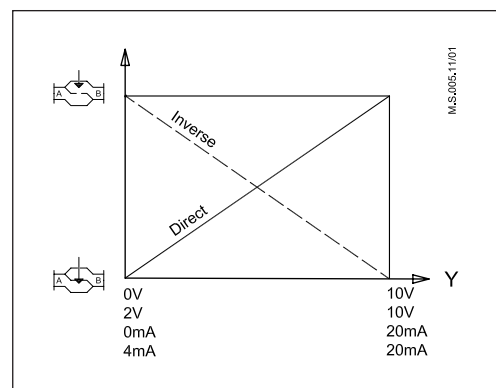 M.S.005.11/01
A B
Inverse
Direct
A B
Y
0V 10V
2V 10V
0mA 20mA
4mA 20mA